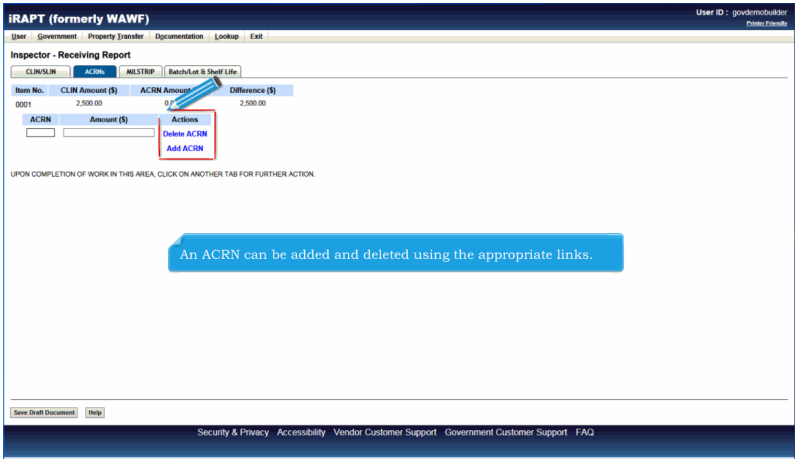 iRAPT (formerly WAWF)
User ID : govdemobuilder
Printer Friendly
User Government Property Transfer Documentation Lookup Exit
Inspector - Receiving Report
CLIN/SLIN ACRNs MILSTRIP Batch/Lot & Shelf Life
Item No. CLIN Amount ($) ACRN Amount Difference ($)
0001 2,500.00 2,500.00
ACRN Amount ($) Actions
Delete ACRN
Add ACRN
UPON COMPLETION OF WORK IN THIS AREA, CLICK ON ANOTHER TAB FOR FURTHER ACTION.
An ACRN can be added and deleted using the appropriate links.
Save Draft Document Help
Security & Privacy Accessibility Vendor Customer Support Government Customer Support FAQ